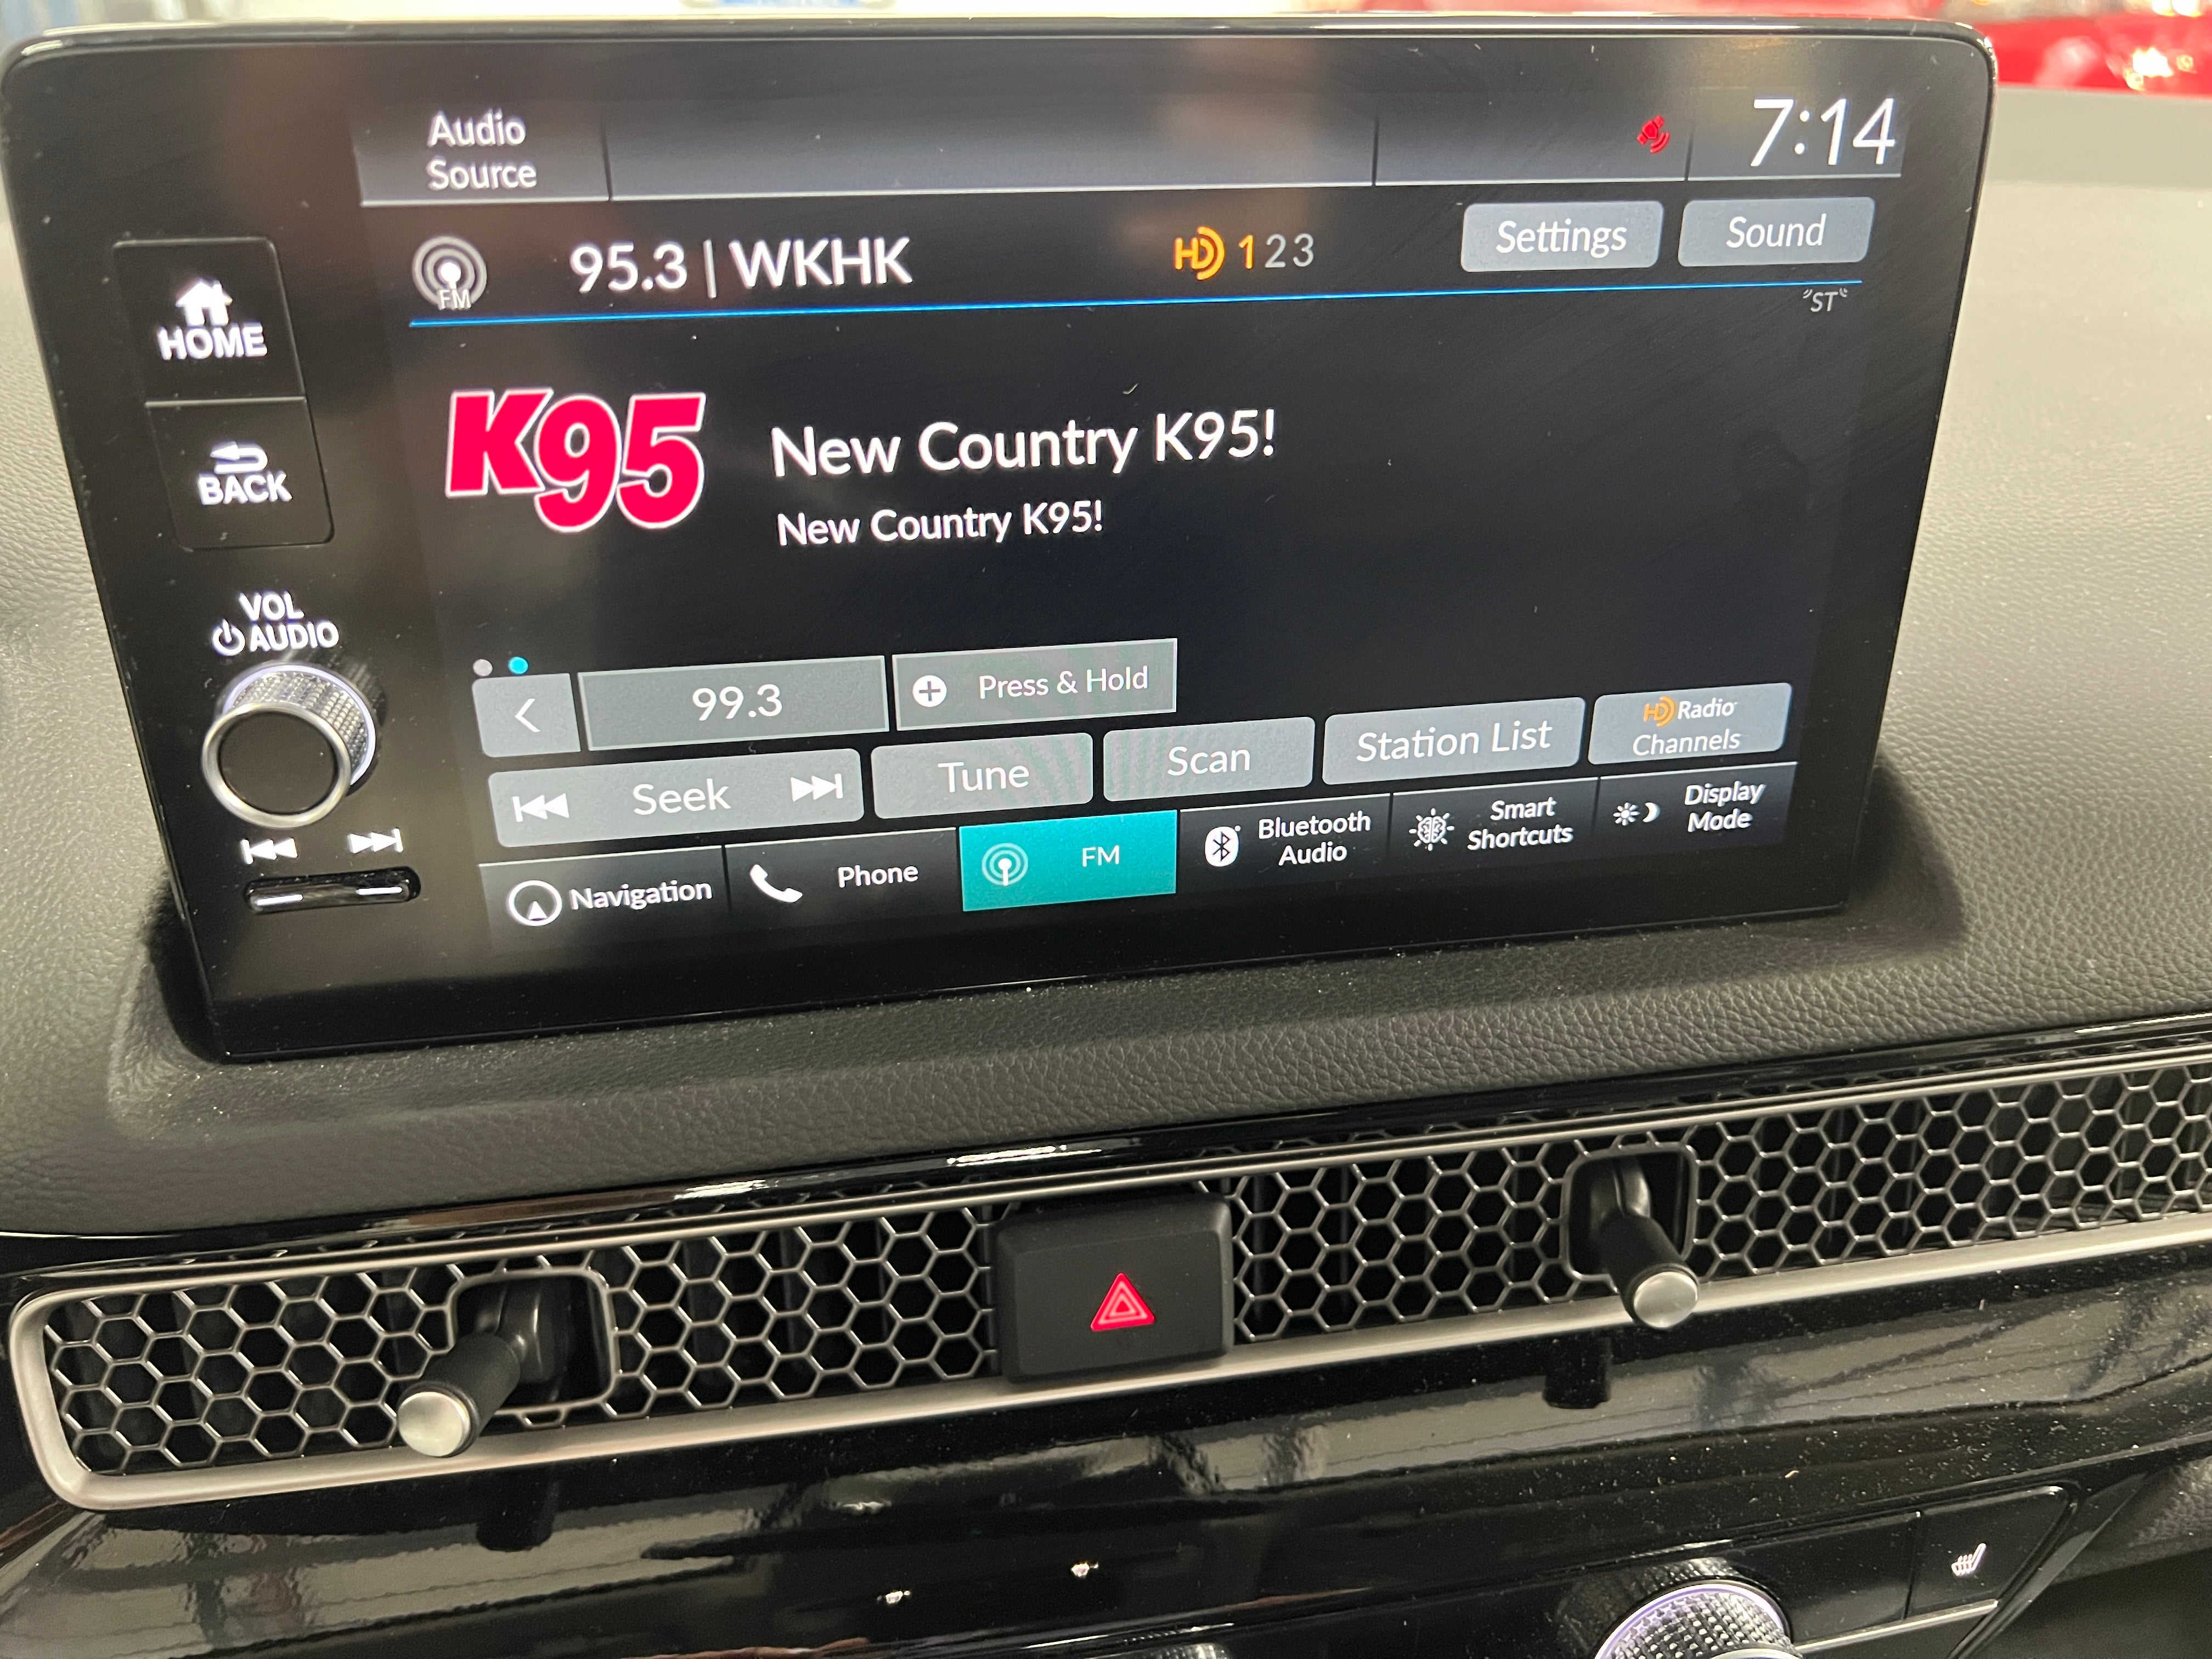 Audio
Source
7:14
FM
95.3 | WKHK
HD 1 2 3
Settings
Sound
"ST"
HOME
BACK
K95
New Country K95!
New Country K95!
VOL
AUDIO
99.3
Press & Hold
Seek
Tune
Scan
Station List
HD Radio
Channels
Navigation
Phone
FM
Bluetooth
Audio
Smart
Shortcuts
Display
Mode